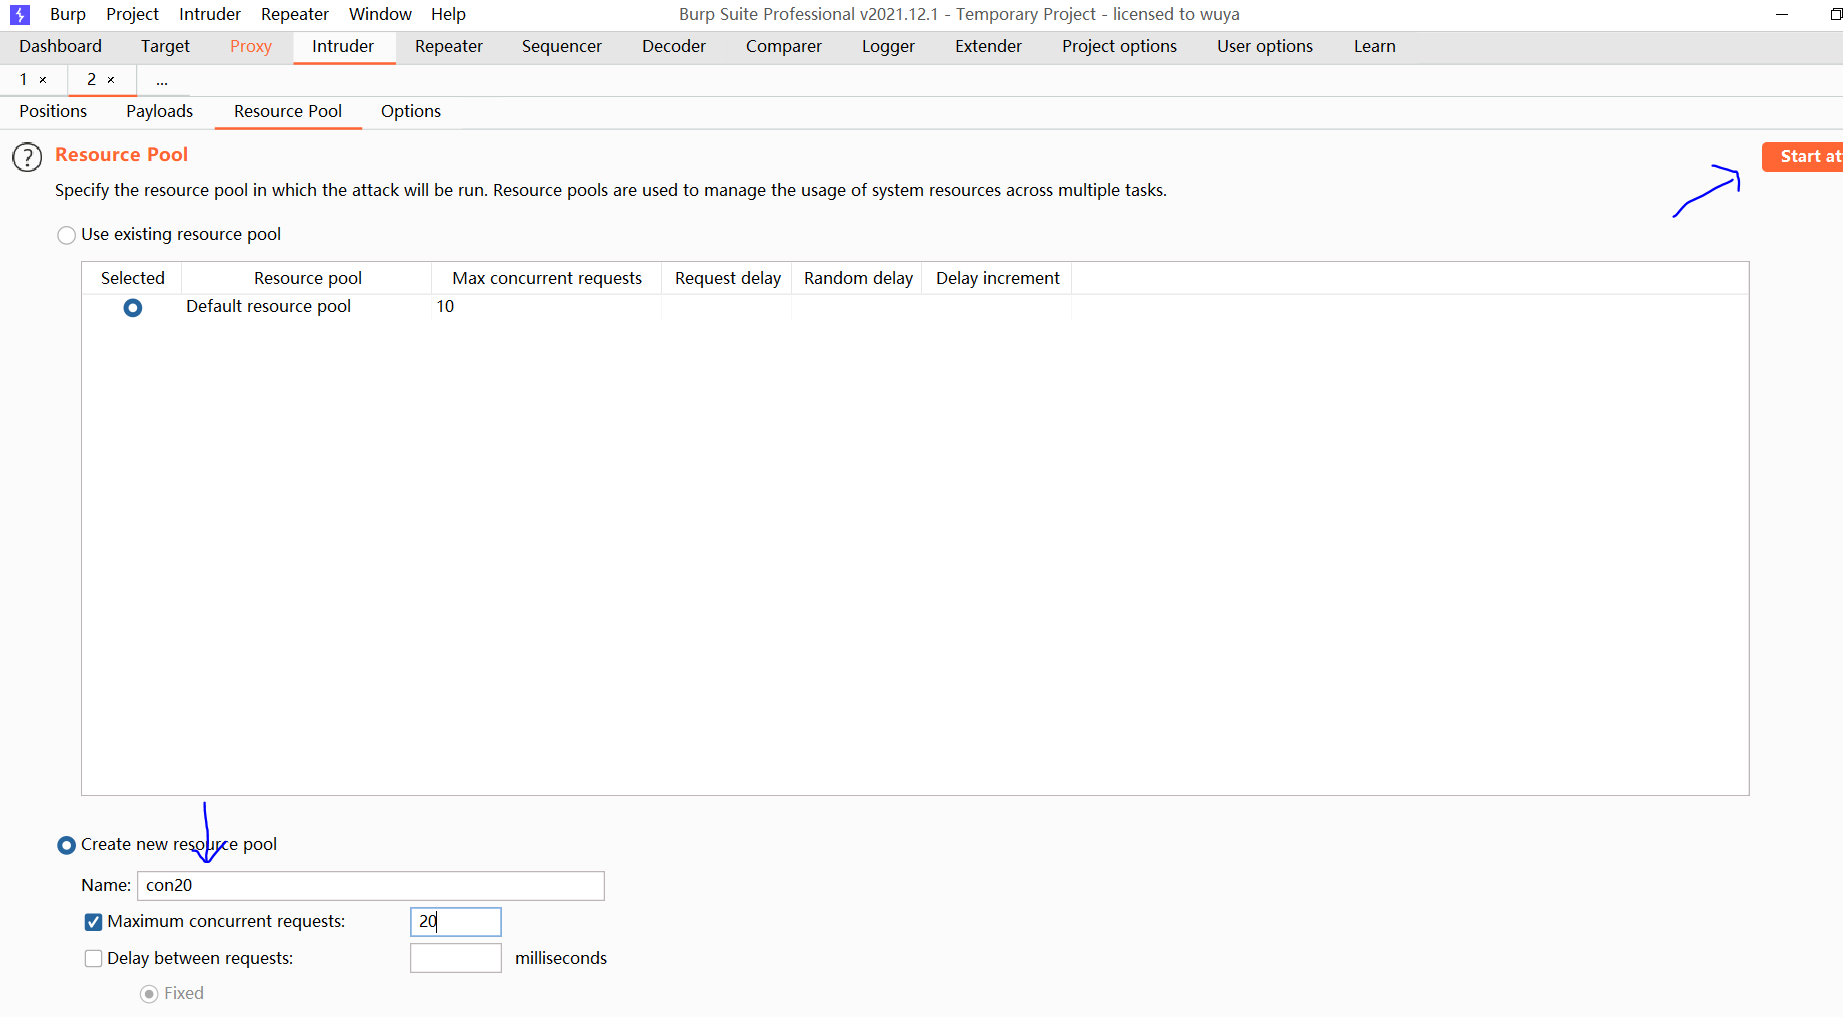 Burp Project Intruder Repeater Window Help Burp Suite Professional v2021.12.1 - Temporary Project - licensed to wuya
Dashboard Target Proxy Intruder Repeater Sequencer Decoder Comparer Logger Extender Project options User options Learn
1 × 2 × ...
Positions Payloads Resource Pool Options
? Resource Pool
Start at
Specify the resource pool in which the attack will be run. Resource pools are used to manage the usage of system resources across multiple tasks.
Use existing resource pool
Selected Resource pool Max concurrent requests Request delay Random delay Delay increment
Default resource pool 10
Create new resource pool
Name: con20
Maximum concurrent requests: 20
Delay between requests: milliseconds
Fixed